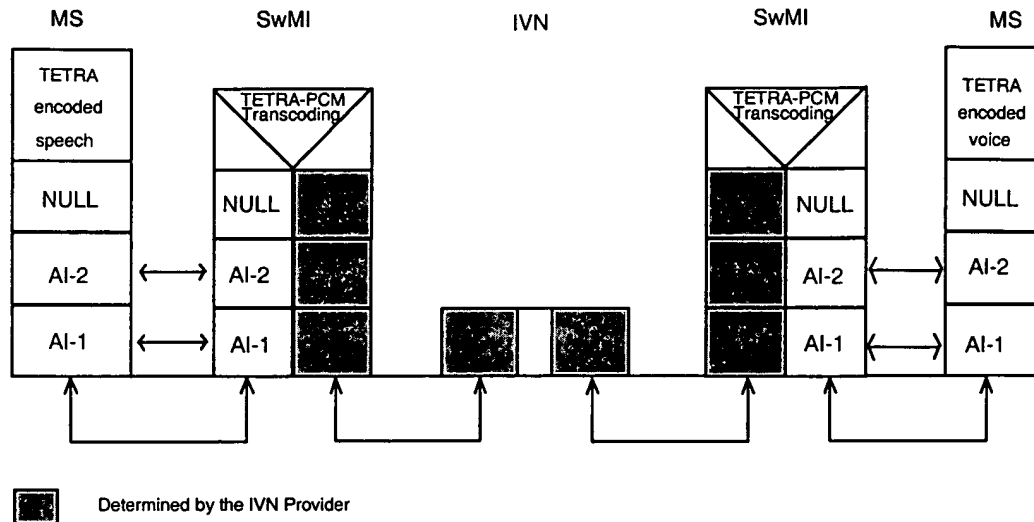 MS SwMI IVN SwMI MS
TETRA
encoded
speech
TETRA-PCM
Transcoding
TETRA-PCM
Transcoding
TETRA
encoded
voice
NULL NULL NULL NULL
AI-2 AI-2 AI-2 AI-2
AI-1 AI-1 AI-1 AI-1
Determined by the IVN Provider